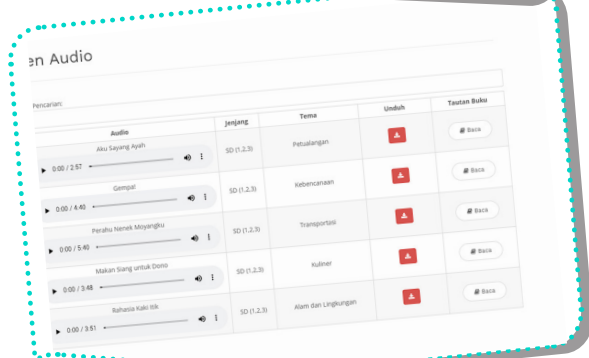 en Audio
Pencarian:
Audio Jenjang Tema Unduh Tautan Buku
Aku Sayang Ayah
0:00 / 2:57 SD (1,2,3) Petualangan Baca
Gempa!
0:00 / 4:40 SD (1,2,3) Kebencanaan Baca
Perahu Nenek Moyangku
0:00 / 5:40 SD (1,2,3) Transportasi Baca
Makan Siang untuk Dono
0:00 / 3:48 SD (1,2,3) Kuliner Baca
Rahasia Kaki Itik
0:00 / 3:51 SD (1,2,3) Alam dan Lingkungan Baca